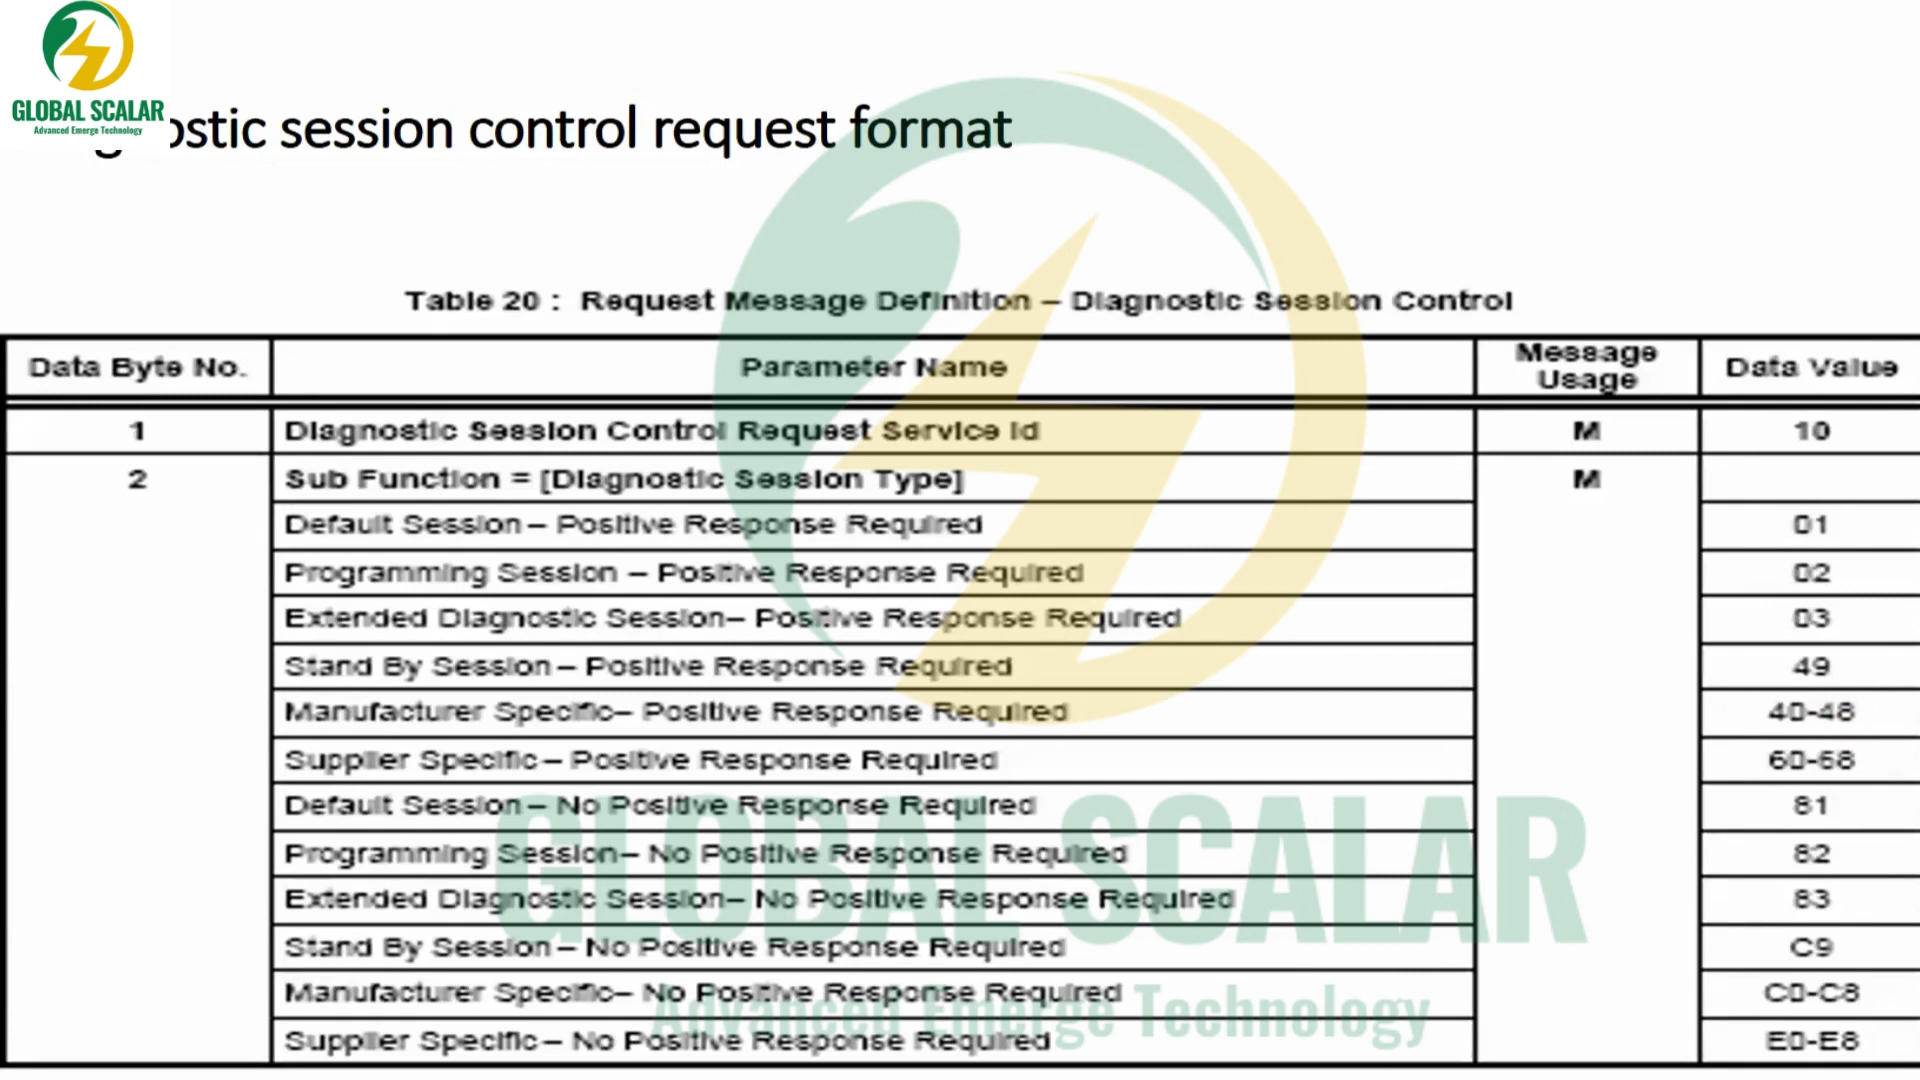 GLOBAL SCALAR
Advanced Emerge Technology
ostic session control request format
Table 20 : Request Message Definition – Diagnostic Session Control
Data Byte No. Parameter Name Message Usage Data Value
1 Diagnostic Session Control Request Service Id M 10
2 Sub Function = [Diagnostic Session Type] M
Default Session – Positive Response Required 01
Programming Session – Positive Response Required 02
Extended Diagnostic Session– Positive Response Required 03
Stand By Session – Positive Response Required 49
Manufacturer Specific– Positive Response Required 40-48
Supplier Specific – Positive Response Required 60-68
Default Session – No Positive Response Required 81
Programming Session– No Positive Response Required 82
Extended Diagnostic Session– No Positive Response Required 83
Stand By Session – No Positive Response Required C9
Manufacturer Specific– No Positive Response Required C0-C8
Supplier Specific – No Positive Response Required E0-E8
GLOBAL SCALAR
Advanced Emerge Technology